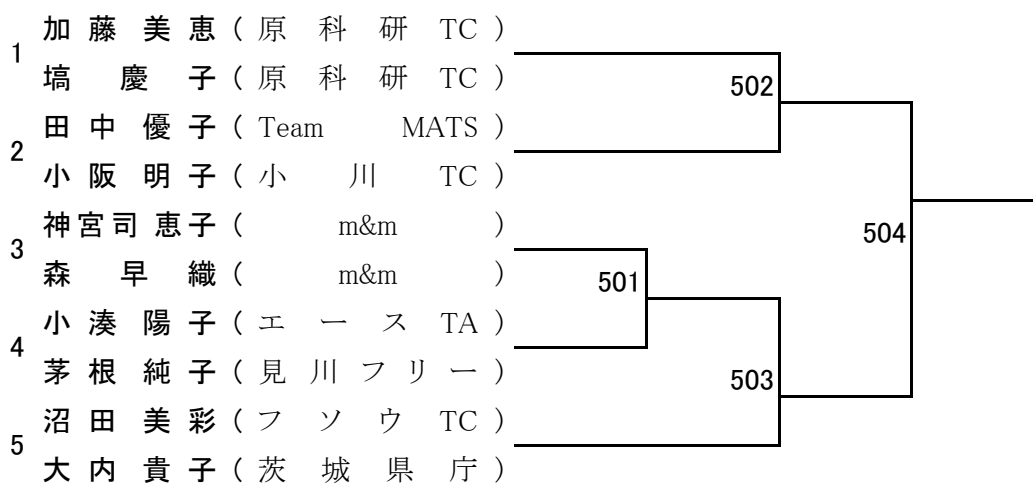 1
加藤美恵(原科研TC)
塙慶子(原科研TC)
2
田中優子(Team MATS)
小阪明子(小川TC)
3
神宮司恵子(m&m)
森早織(m&m)
4
小湊陽子(エースTA)
茅根純子(見川フリー)
5
沼田美彩(フソウTC)
大内貴子(茨城県庁)
502
504
501
503